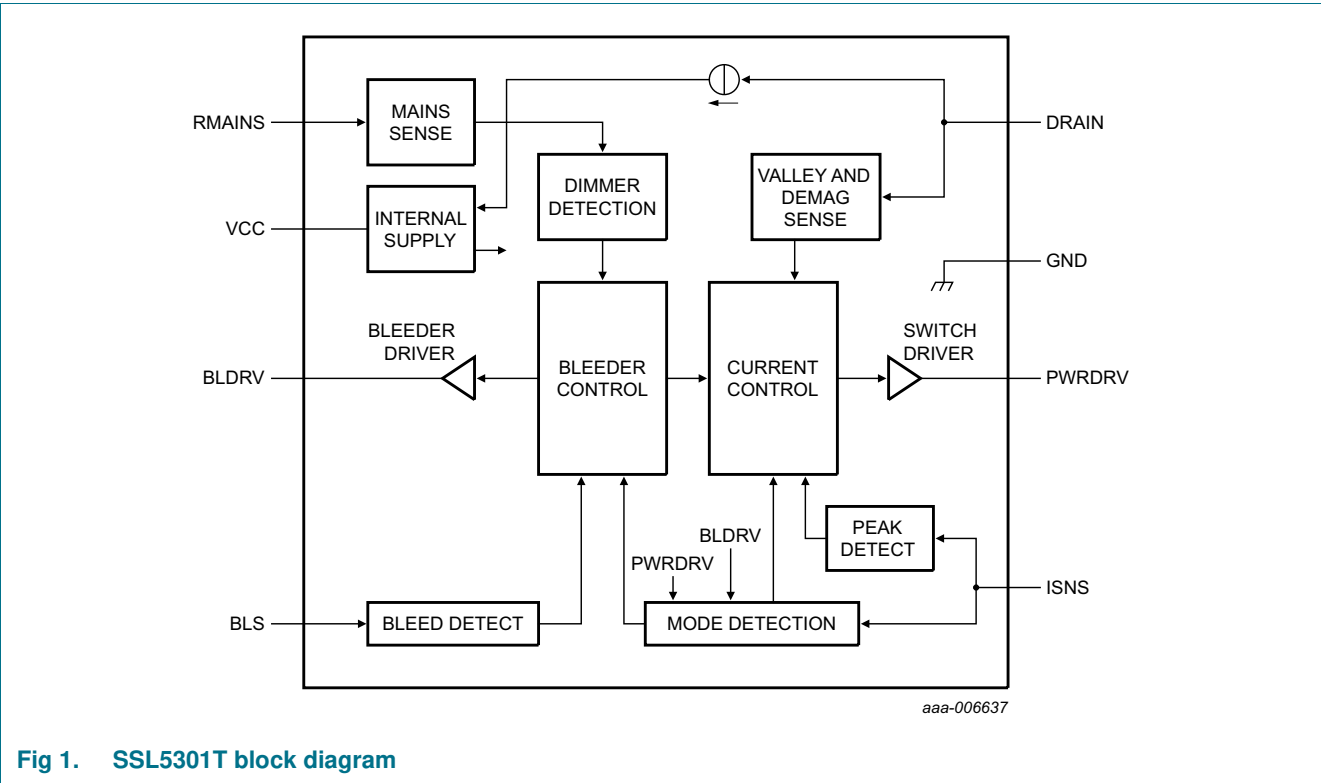 RMAINS
MAINS
SENSE
DRAIN
DIMMER
DETECTION
VALLEY AND
DEMAG
SENSE
VCC
INTERNAL
SUPPLY
GND
BLEEDER
DRIVER
SWITCH
DRIVER
BLDRV
BLEEDER
CONTROL
CURRENT
CONTROL
PWRDRV
PEAK
DETECT
BLDRV
PWRDRV
ISNS
BLS
BLEED DETECT
MODE DETECTION
aaa-006637
Fig 1. SSL5301T block diagram